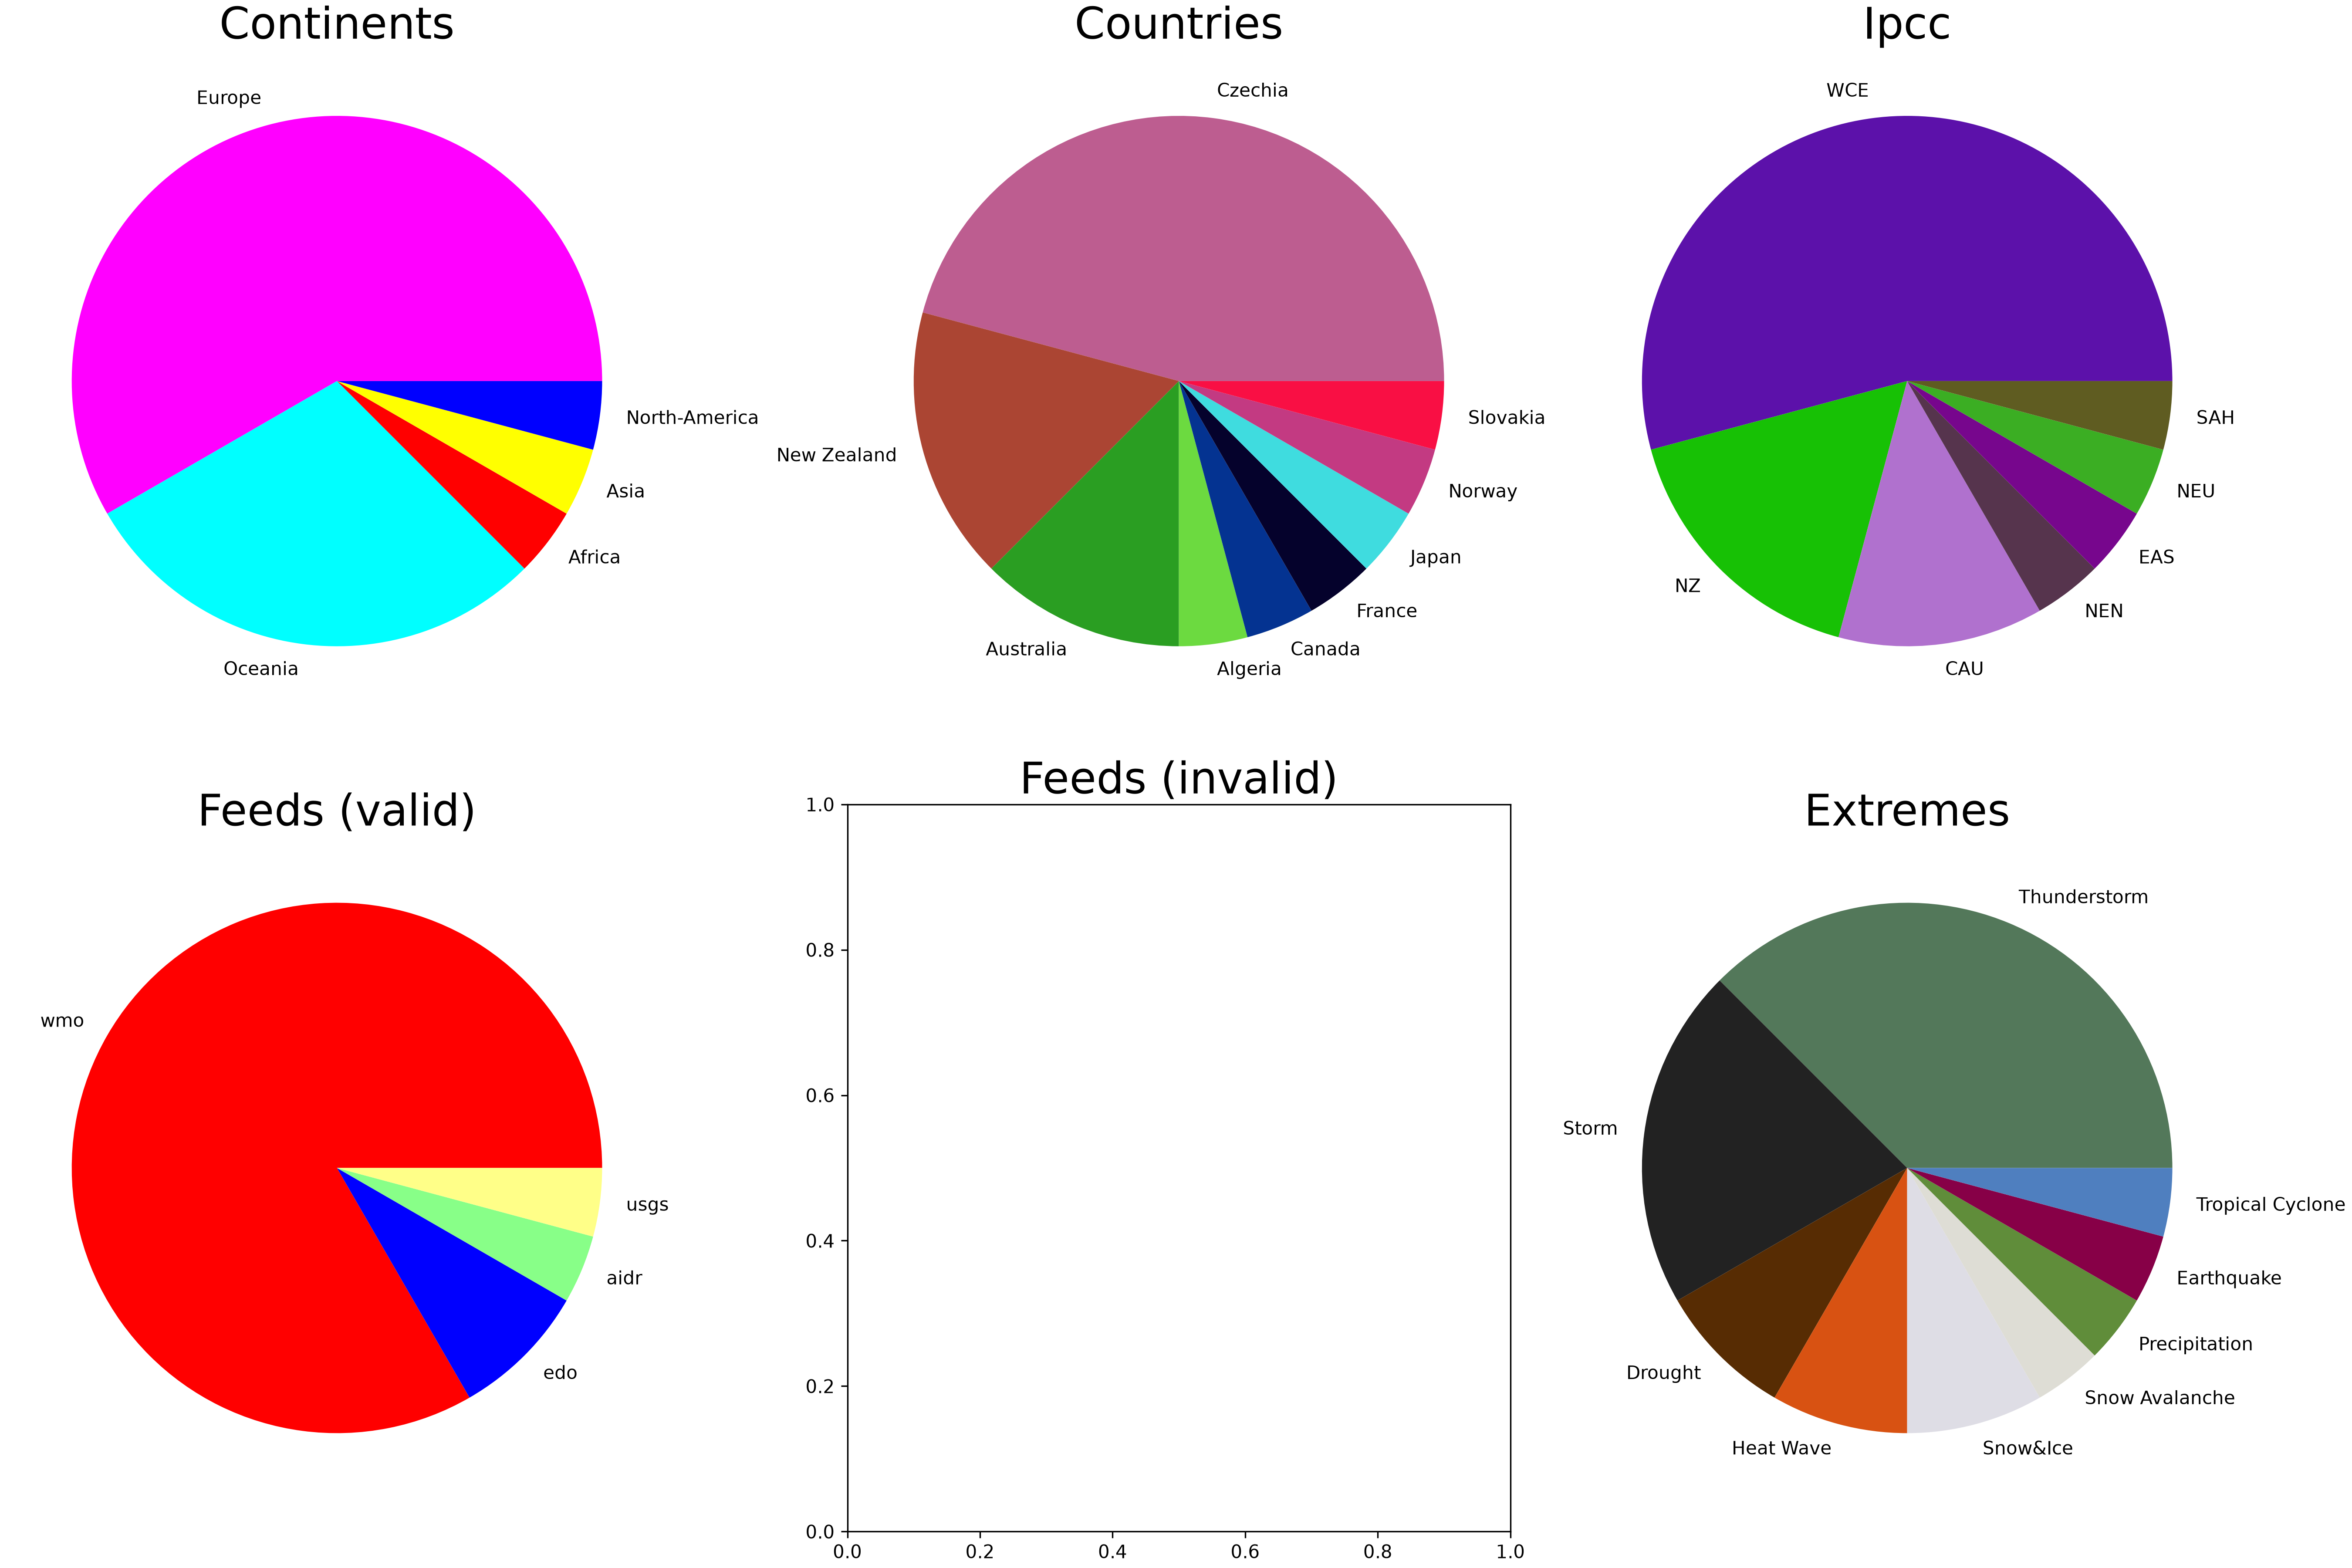 Continents
Europe
North-America
Asia
Africa
Oceania
Countries
Czechia
Slovakia
New Zealand
Norway
Japan
France
Australia
Canada
Algeria
Ipcc
WCE
SAH
NEU
EAS
NZ
NEN
CAU
Feeds (valid)
wmo
usgs
aidr
edo
Feeds (invalid)
1.0
0.8
0.6
0.4
0.2
0.0
0.0 0.2 0.4 0.6 0.8 1.0
Extremes
Thunderstorm
Storm
Tropical Cyclone
Earthquake
Precipitation
Drought
Snow Avalanche
Heat Wave
Snow&Ice